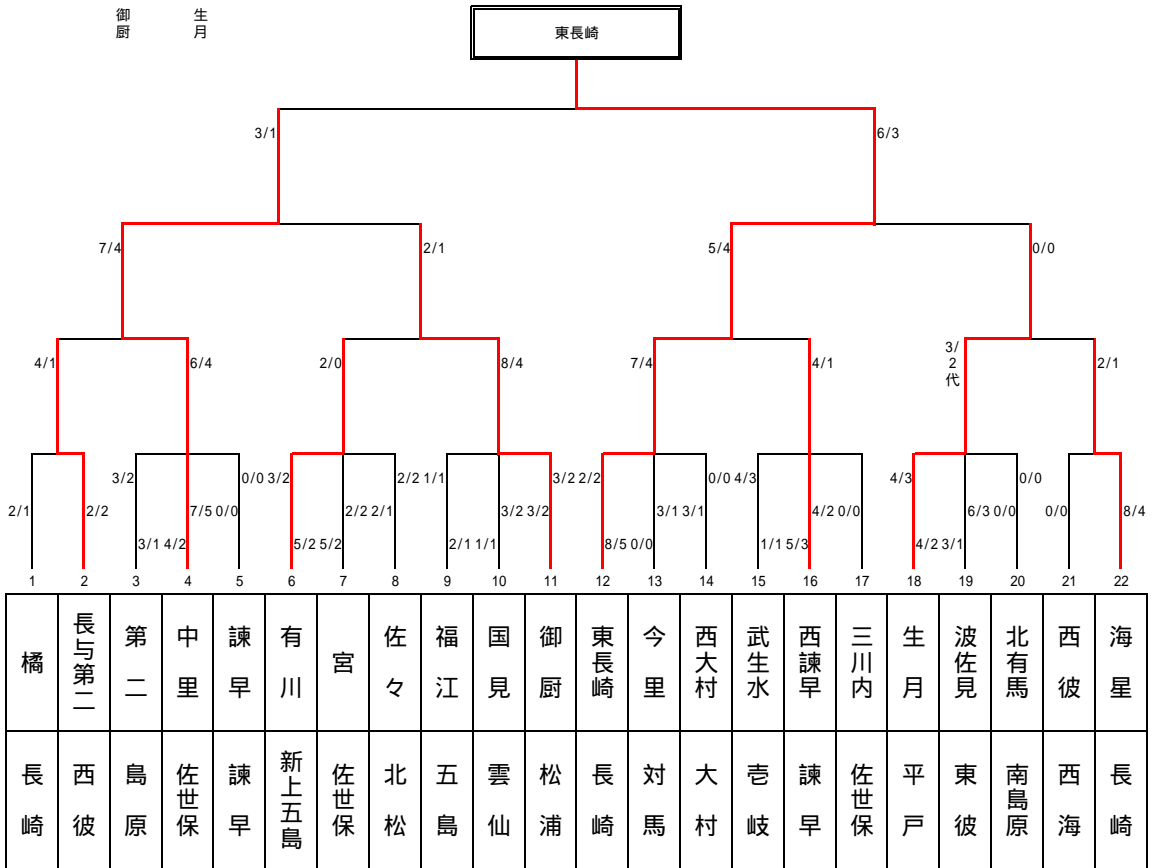 御厨
生月
東長崎
3/1
6/3
7/4
2/1
5/4
0/0
4/1
6/4
2/0
8/4
7/4
4/1
3/2代
2/1
3/2
0/0
3/2
2/2
1/1
3/2
2/2
0/0
4/3
4/3
0/0
2/1
2/2
7/5
0/0
2/2
2/1
3/2
3/2
3/1
3/1
4/2
0/0
6/3
0/0
0/0
8/4
3/1
4/2
5/2
5/2
2/1
1/1
8/5
0/0
1/1
5/3
4/2
3/1
1
2
3
4
5
6
7
8
9
10
11
12
13
14
15
16
17
18
19
20
21
22
橘
長与第二
第二
中里
諫早
有川
宮
佐々
福江
国見
御厨
東長崎
今里
西大村
武生水
西諫早
三川内
生月
波佐見
北有馬
西彼
海星
長崎
西彼
島原
佐世保
諫早
新上五島
佐世保
北松
五島
雲仙
松浦
長崎
対馬
大村
壱岐
諫早
佐世保
平戸
東彼
南島原
西海
長崎